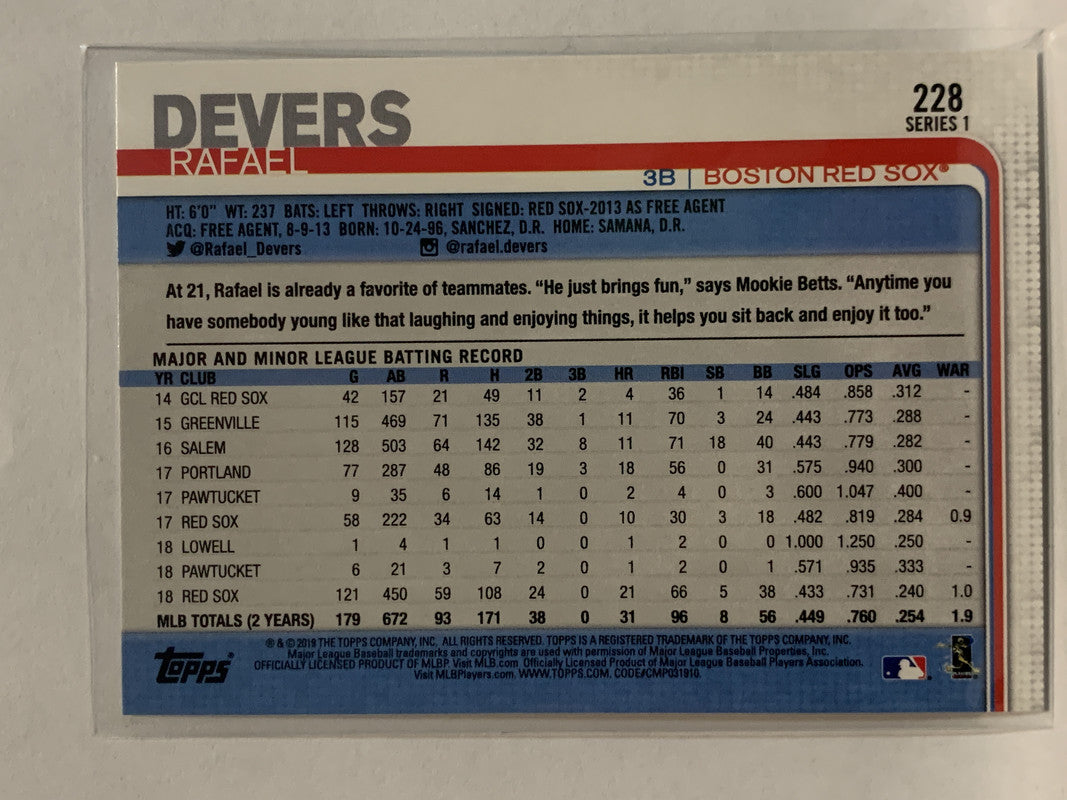 DEVERS
RAFAEL
228
SERIES 1
3B | BOSTON RED SOX®
HT: 6'0" WT: 237 BATS: LEFT THROWS: RIGHT SIGNED: RED SOX-2013 AS FREE AGENT
ACQ: FREE AGENT, 8-9-13 BORN: 10-24-96, SANCHEZ, D.R. HOME: SAMANA, D.R.
@Rafael_Devers @rafael.devers
At 21, Rafael is already a favorite of teammates. “He just brings fun,” says Mookie Betts. “Anytime you
have somebody young like that laughing and enjoying things, it helps you sit back and enjoy it too.”
MAJOR AND MINOR LEAGUE BATTING RECORD
YR CLUB G AB R H 2B 3B HR RBI SB BB SLG OPS AVG WAR
14 GCL RED SOX 42 157 21 49 11 2 4 36 1 14 .484 .858 .312 -
15 GREENVILLE 115 469 71 135 38 1 11 70 3 24 .443 .773 .288 -
16 SALEM 128 503 64 142 32 8 11 71 18 40 .443 .779 .282 -
17 PORTLAND 77 287 48 86 19 3 18 56 0 31 .575 .940 .300 -
17 PAWTUCKET 9 35 6 14 1 0 2 4 0 3 .600 1.047 .400 -
17 RED SOX 58 222 34 63 14 0 10 30 3 18 .482 .819 .284 0.9
18 LOWELL 1 4 1 1 0 0 1 2 0 0 1.000 1.250 .250 -
18 PAWTUCKET 6 21 3 7 2 0 1 2 0 1 .571 .935 .333 -
18 RED SOX 121 450 59 108 24 0 21 66 5 38 .433 .731 .240 1.0
MLB TOTALS (2 YEARS) 179 672 93 171 38 0 31 96 8 56 .449 .760 .254 1.9
topps®
® & © 2019 THE TOPPS COMPANY, INC. ALL RIGHTS RESERVED. TOPPS IS A REGISTERED TRADEMARK OF THE TOPPS COMPANY, INC.
Major League Baseball trademarks and copyrights are used with permission of Major League Baseball Properties, Inc.
OFFICIALLY LICENSED PRODUCT OF MLBP Visit MLB.com Officially Licensed Product of Major League Baseball Players Association.
Visit MLBPlayers.com. WWW.TOPPS.COM. CODE#CMP031910.